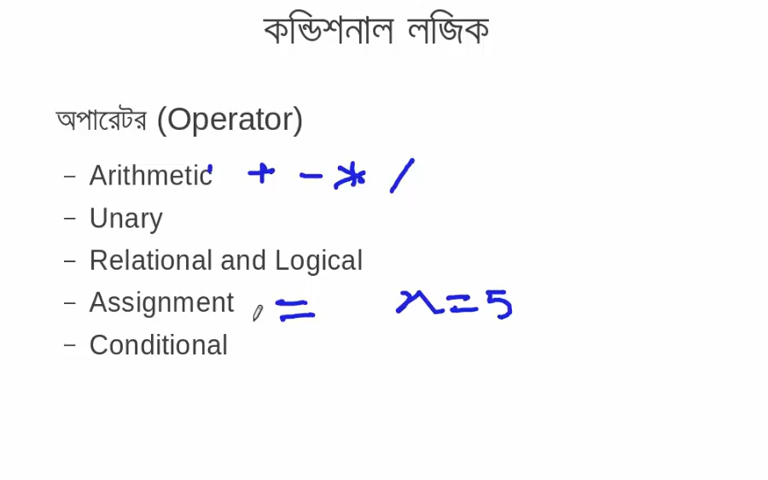 কন্ডিশনাল লজিক
অপারেটর (Operator)
– Arithmetic + - * /
– Unary
– Relational and Logical
– Assignment = x=5
– Conditional